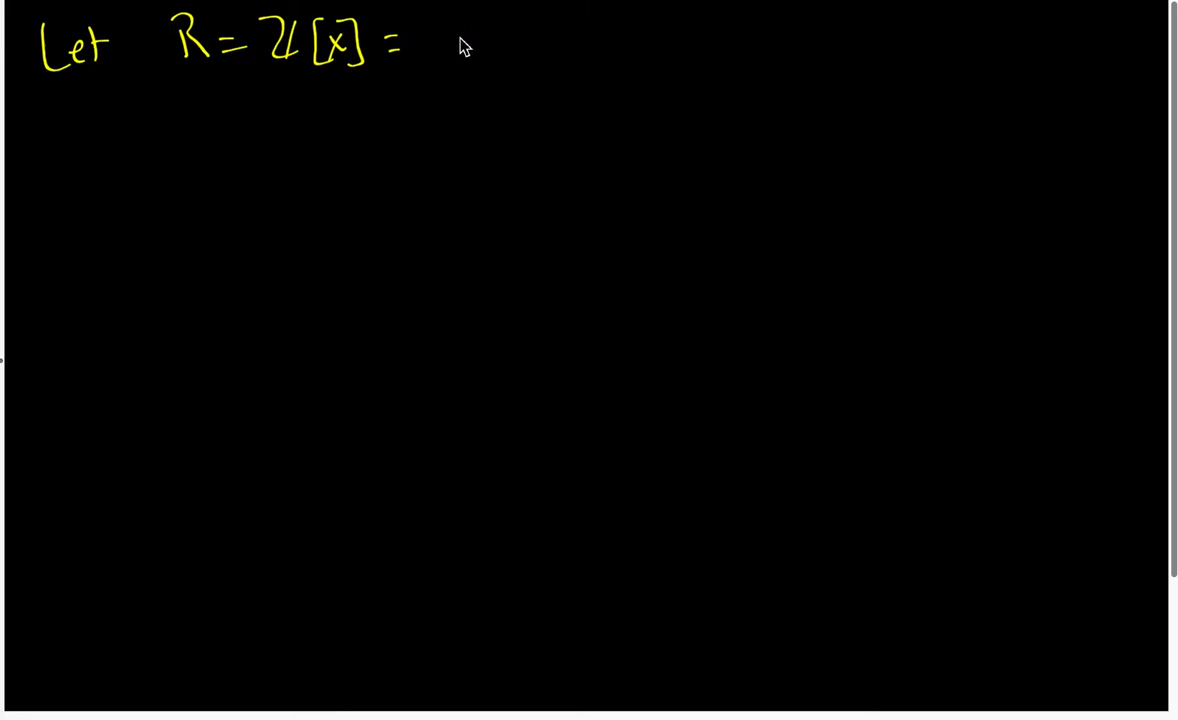 Let R = ℤ[x] =